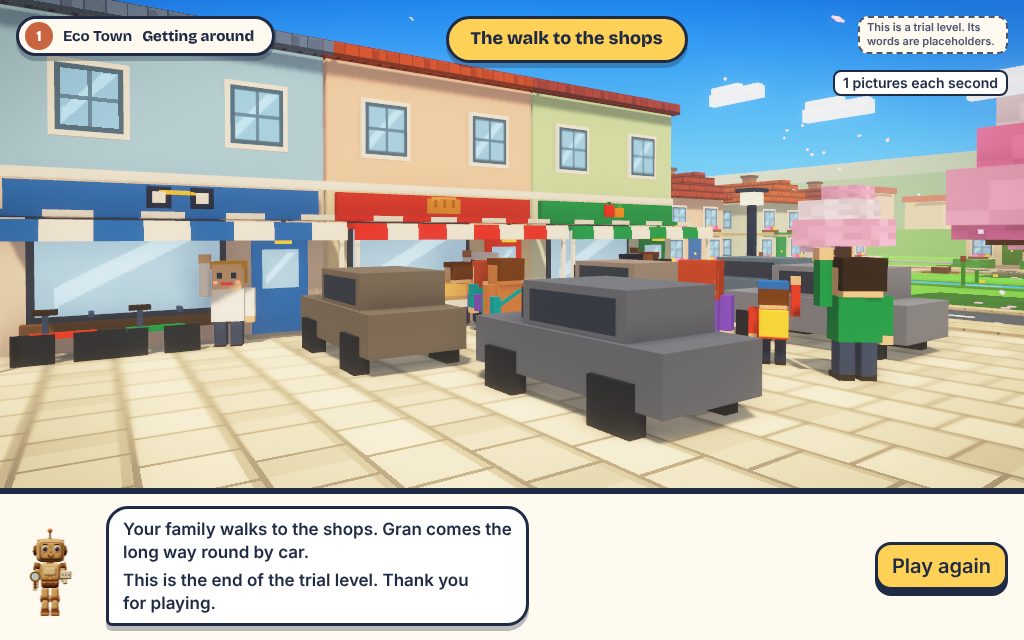 1 Eco Town Getting around
The walk to the shops
This is a trial level. Its
words are placeholders.
1 pictures each second
Your family walks to the shops. Gran comes the
long way round by car.
This is the end of the trial level. Thank you
for playing.
Play again